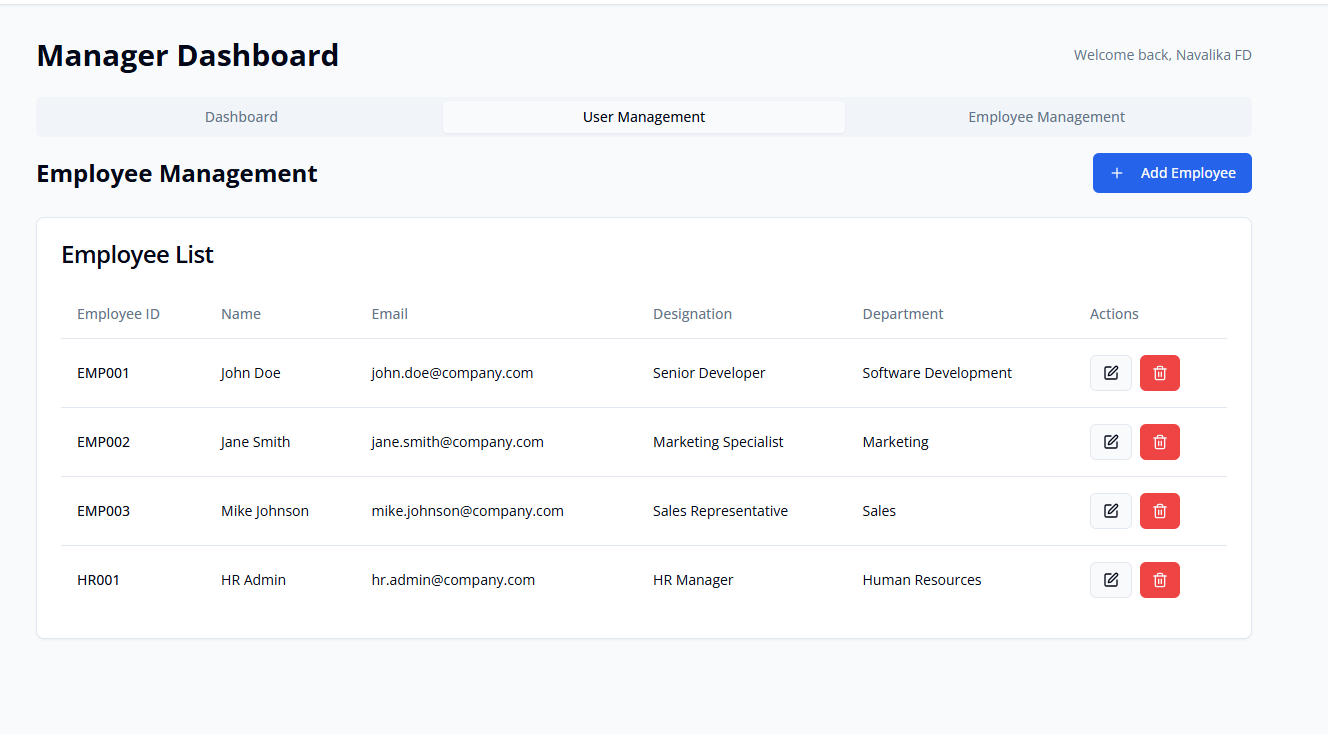 Manager Dashboard
Welcome back, Navalika FD
Dashboard User Management Employee Management
Employee Management
+ Add Employee
Employee List
Employee ID Name Email Designation Department Actions
EMP001 John Doe john.doe@company.com Senior Developer Software Development
EMP002 Jane Smith jane.smith@company.com Marketing Specialist Marketing
EMP003 Mike Johnson mike.johnson@company.com Sales Representative Sales
HR001 HR Admin hr.admin@company.com HR Manager Human Resources